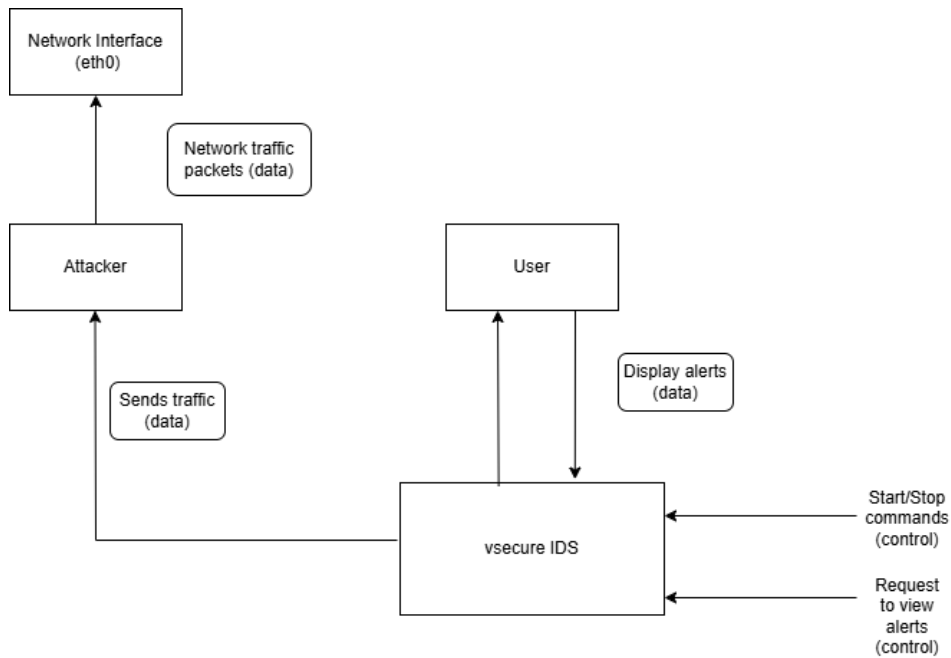 Network Interface
(eth0)
Network traffic
packets (data)
Attacker
User
Display alerts
(data)
Sends traffic
(data)
vsecure IDS
Start/Stop
commands
(control)
Request
to view
alerts
(control)